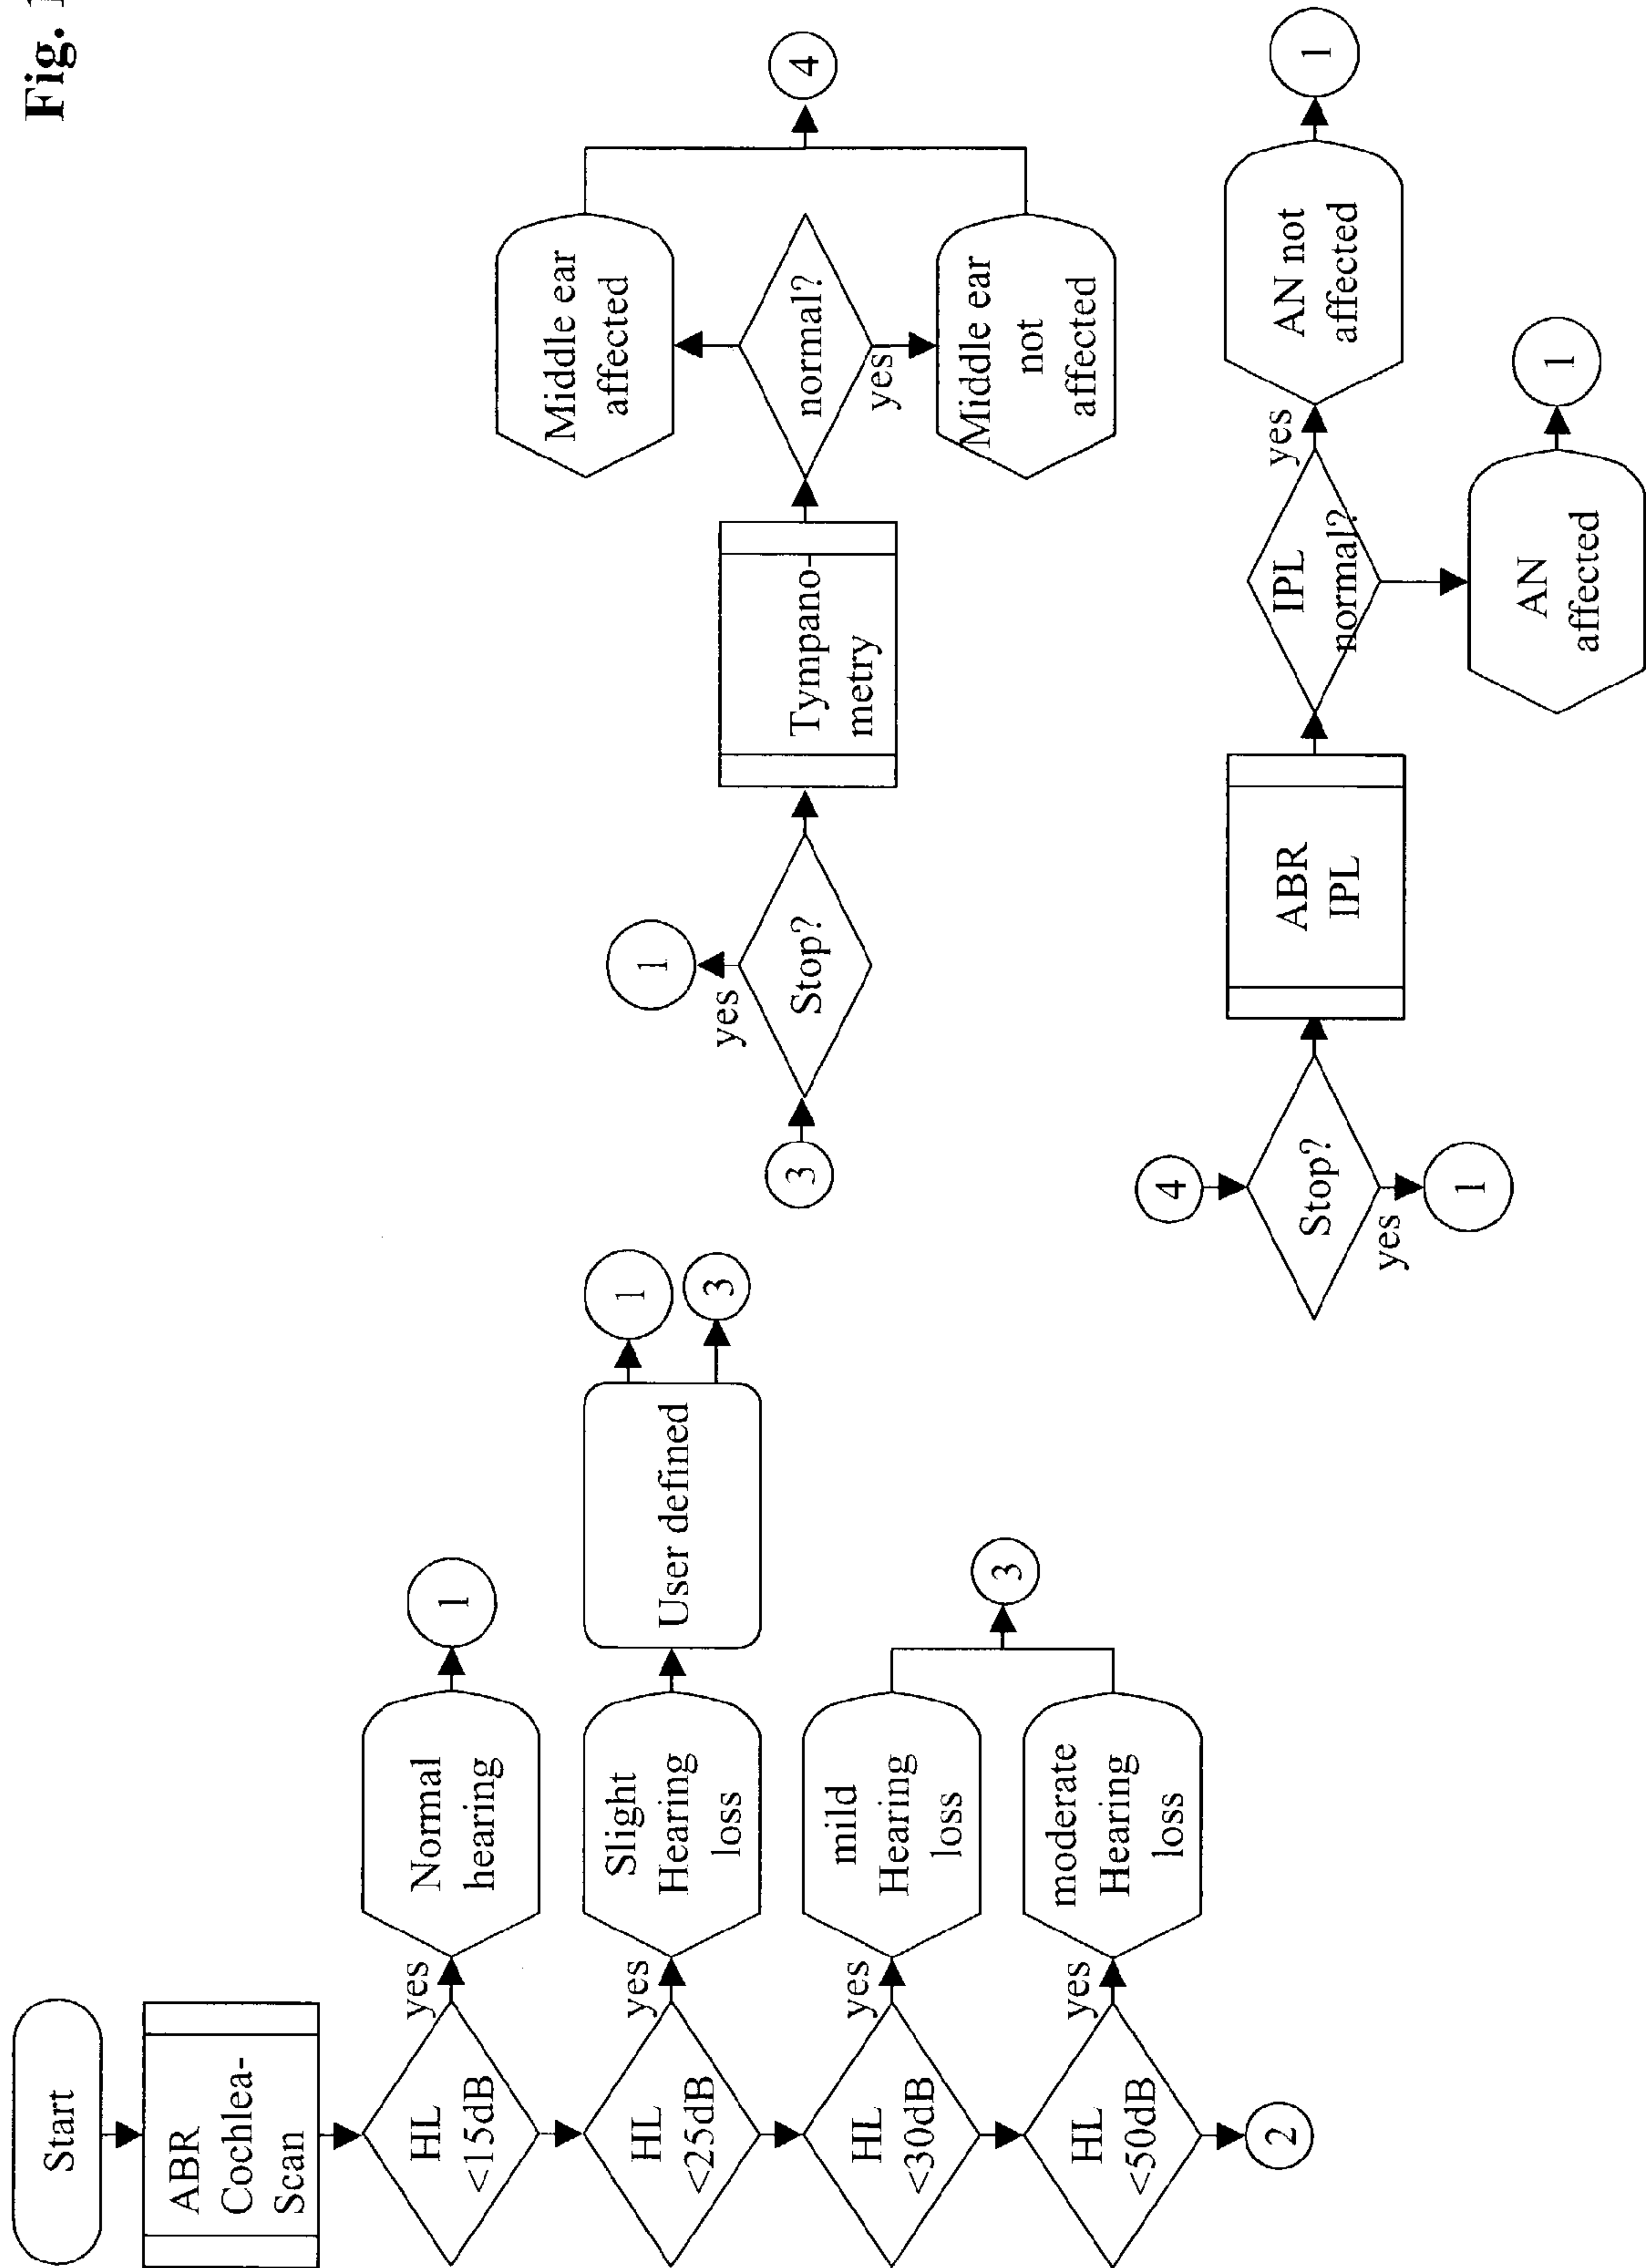 Fig.
Start
ABR
Cochlea-
Scan
HL
<15dB
yes
Normal
hearing
1
HL
<25dB
yes
Slight
Hearing
loss
User defined
1
3
HL
<30dB
yes
mild
Hearing
loss
HL
<50dB
yes
moderate
Hearing
loss
3
2
3
Stop?
yes
1
Tympano-
metry
normal?
yes
Middle ear
affected
Middle ear
not
affected
4
4
Stop?
yes
1
ABR
IPL
IPL
normal?
yes
AN not
affected
1
AN
affected
1